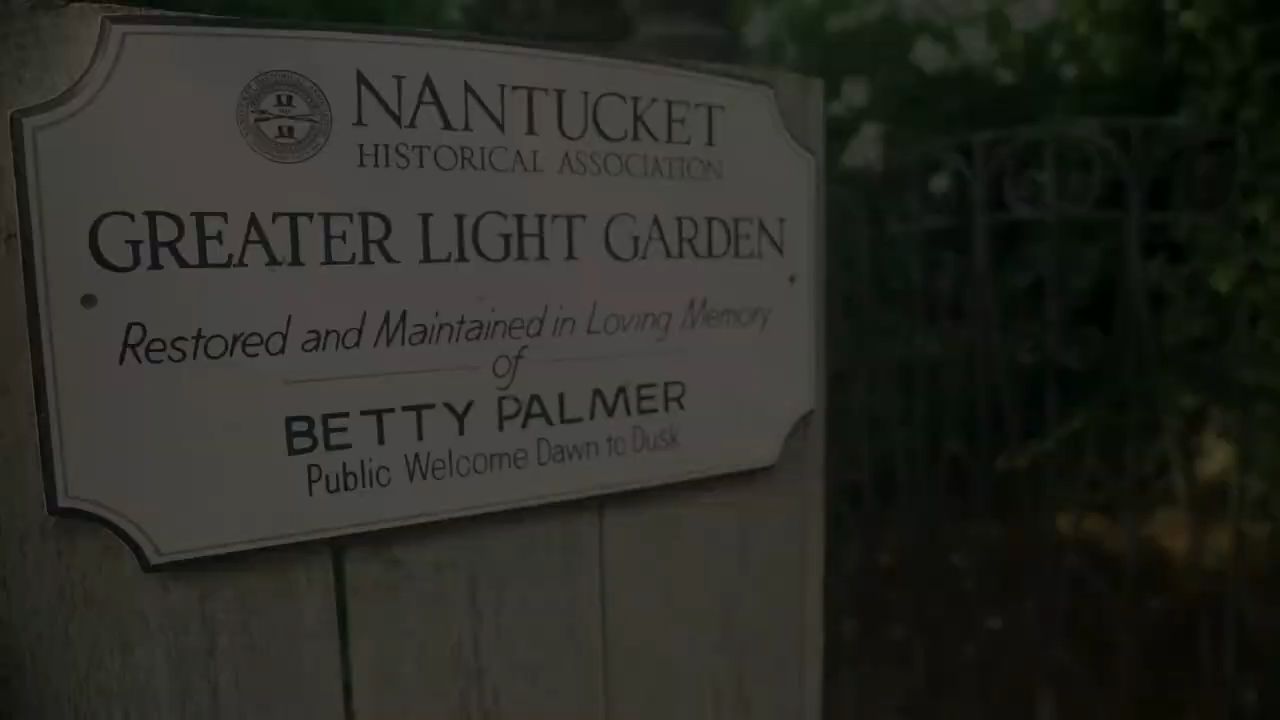 NANTUCKET
HISTORICAL ASSOCIATION
GREATER LIGHT GARDEN
Restored and Maintained in Loving Memory
of
BETTY PALMER
Public Welcome Dawn to Dusk